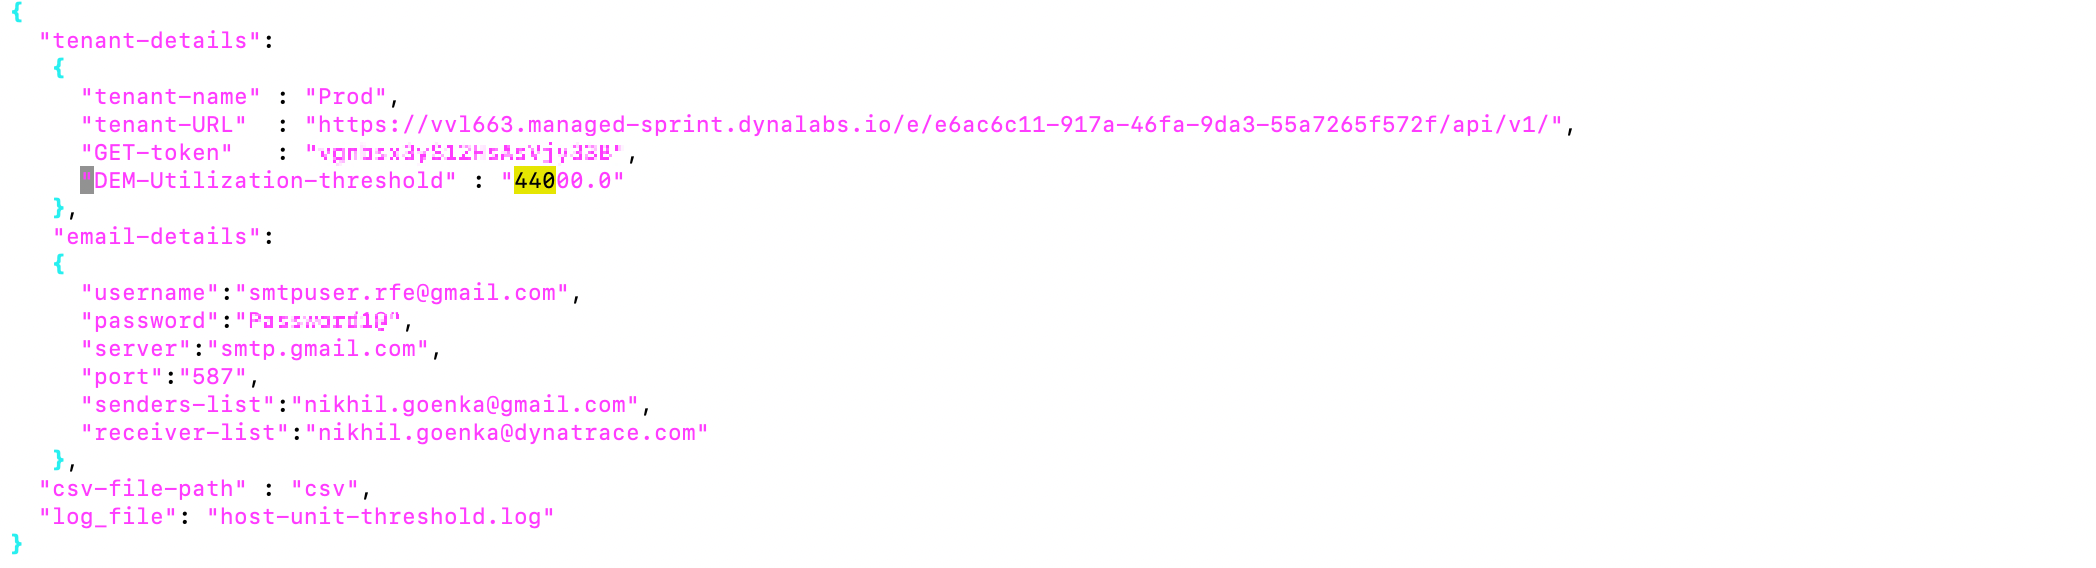 {
"tenant-details":
{
"tenant-name" : "Prod",
"tenant-URL" : "https://vvl663.managed-sprint.dynalabs.io/e/e6ac6c11-917a-46fa-9da3-55a7265f572f/api/v1/",
"GET-token" : "",
"DEM-Utilization-threshold" : "44000.0"
},
"email-details":
{
"username":"smtpuser.rfe@gmail.com",
"password":"",
"server":"smtp.gmail.com",
"port":"587",
"senders-list":"nikhil.goenka@gmail.com",
"receiver-list":"nikhil.goenka@dynatrace.com"
},
"csv-file-path" : "csv",
"log_file": "host-unit-threshold.log"
}